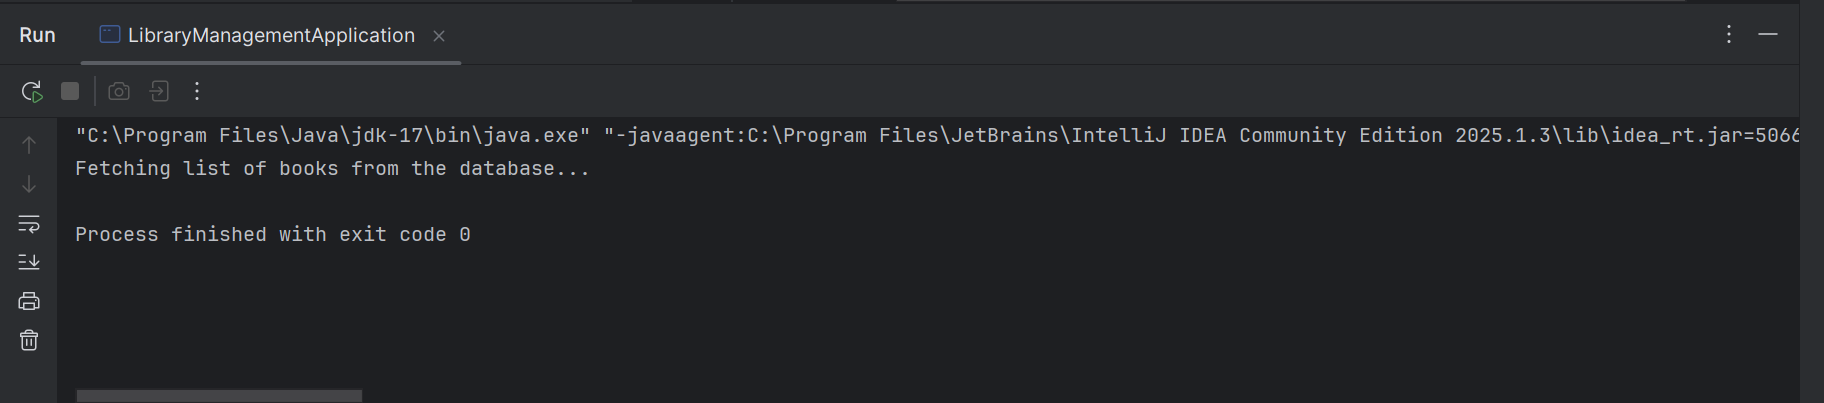 Run LibraryManagementApplication
"C:\Program Files\Java\jdk-17\bin\java.exe" "-javaagent:C:\Program Files\JetBrains\IntelliJ IDEA Community Edition 2025.1.3\lib\idea_rt.jar=5066
Fetching list of books from the database...
Process finished with exit code 0